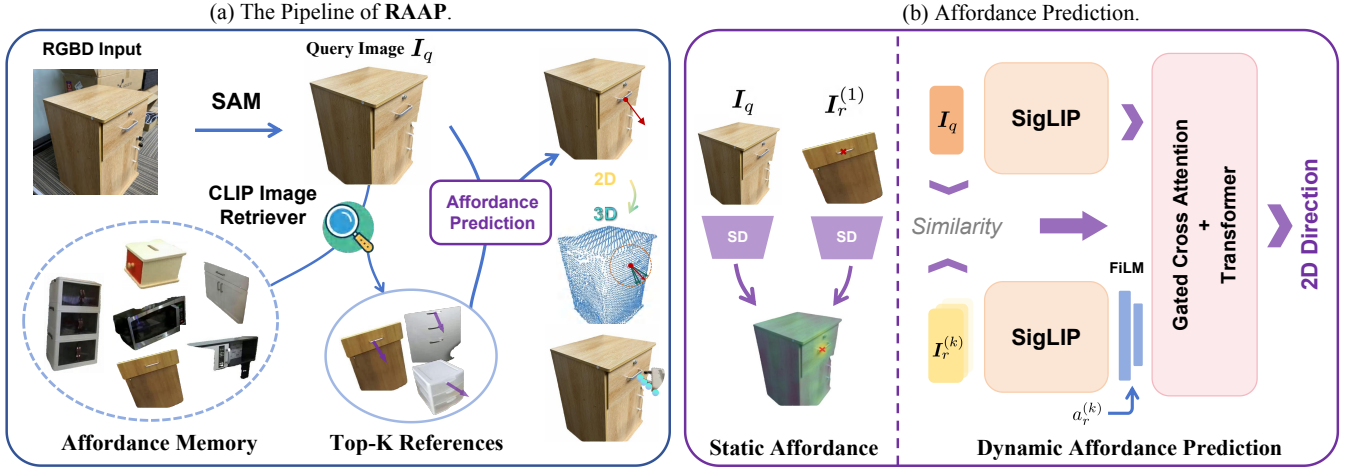 (a) The Pipeline of RAAP.
RGBD Input
SAM
Query Image I_q
CLIP Image
Retriever
Affordance
Prediction
2D
3D
Affordance Memory
Top-K References
(b) Affordance Prediction.
I_q
I_r^{(1)}
SD
SD
Static Affordance
I_q
SigLIP
Similarity
I_r^{(k)}
SigLIP
FiLM
a_r^{(k)}
Gated Cross Attention
+
Transformer
2D Direction
Dynamic Affordance Prediction